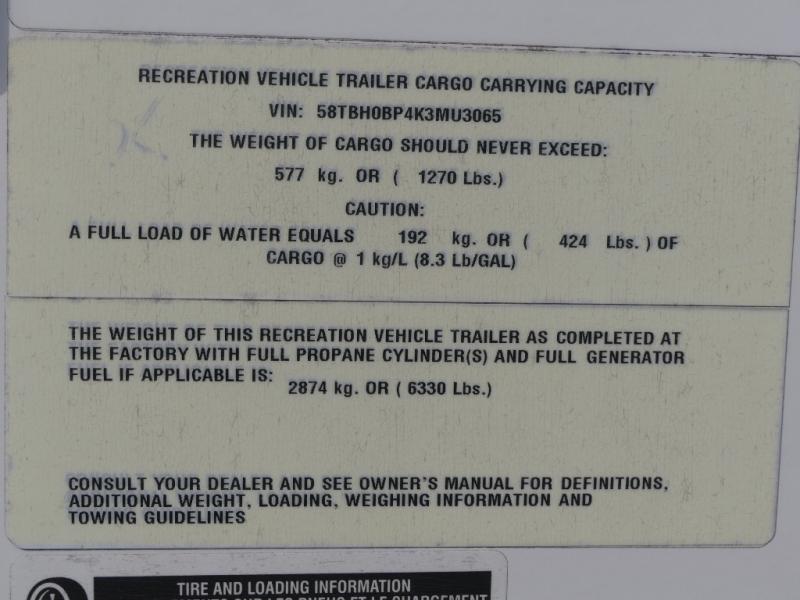 RECREATION VEHICLE TRAILER CARGO CARRYING CAPACITY
VIN: 58TBH0BP4K3MU3065
THE WEIGHT OF CARGO SHOULD NEVER EXCEED:
577 kg. OR ( 1270 Lbs.)
CAUTION:
A FULL LOAD OF WATER EQUALS 192 kg. OR ( 424 Lbs. ) OF
CARGO @ 1 kg/L (8.3 Lb/GAL)
THE WEIGHT OF THIS RECREATION VEHICLE TRAILER AS COMPLETED AT
THE FACTORY WITH FULL PROPANE CYLINDER(S) AND FULL GENERATOR
FUEL IF APPLICABLE IS:
2874 kg. OR ( 6330 Lbs.)
CONSULT YOUR DEALER AND SEE OWNER'S MANUAL FOR DEFINITIONS,
ADDITIONAL WEIGHT, LOADING, WEIGHING INFORMATION AND
TOWING GUIDELINES
TIRE AND LOADING INFORMATION